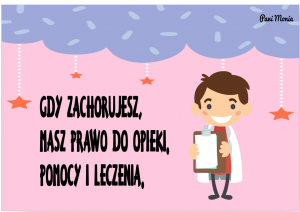 Pani Monia
GDY ZACHORUJESZ,
MASZ PRAWO DO OPIEKI,
POMOCY I LECZENIA,